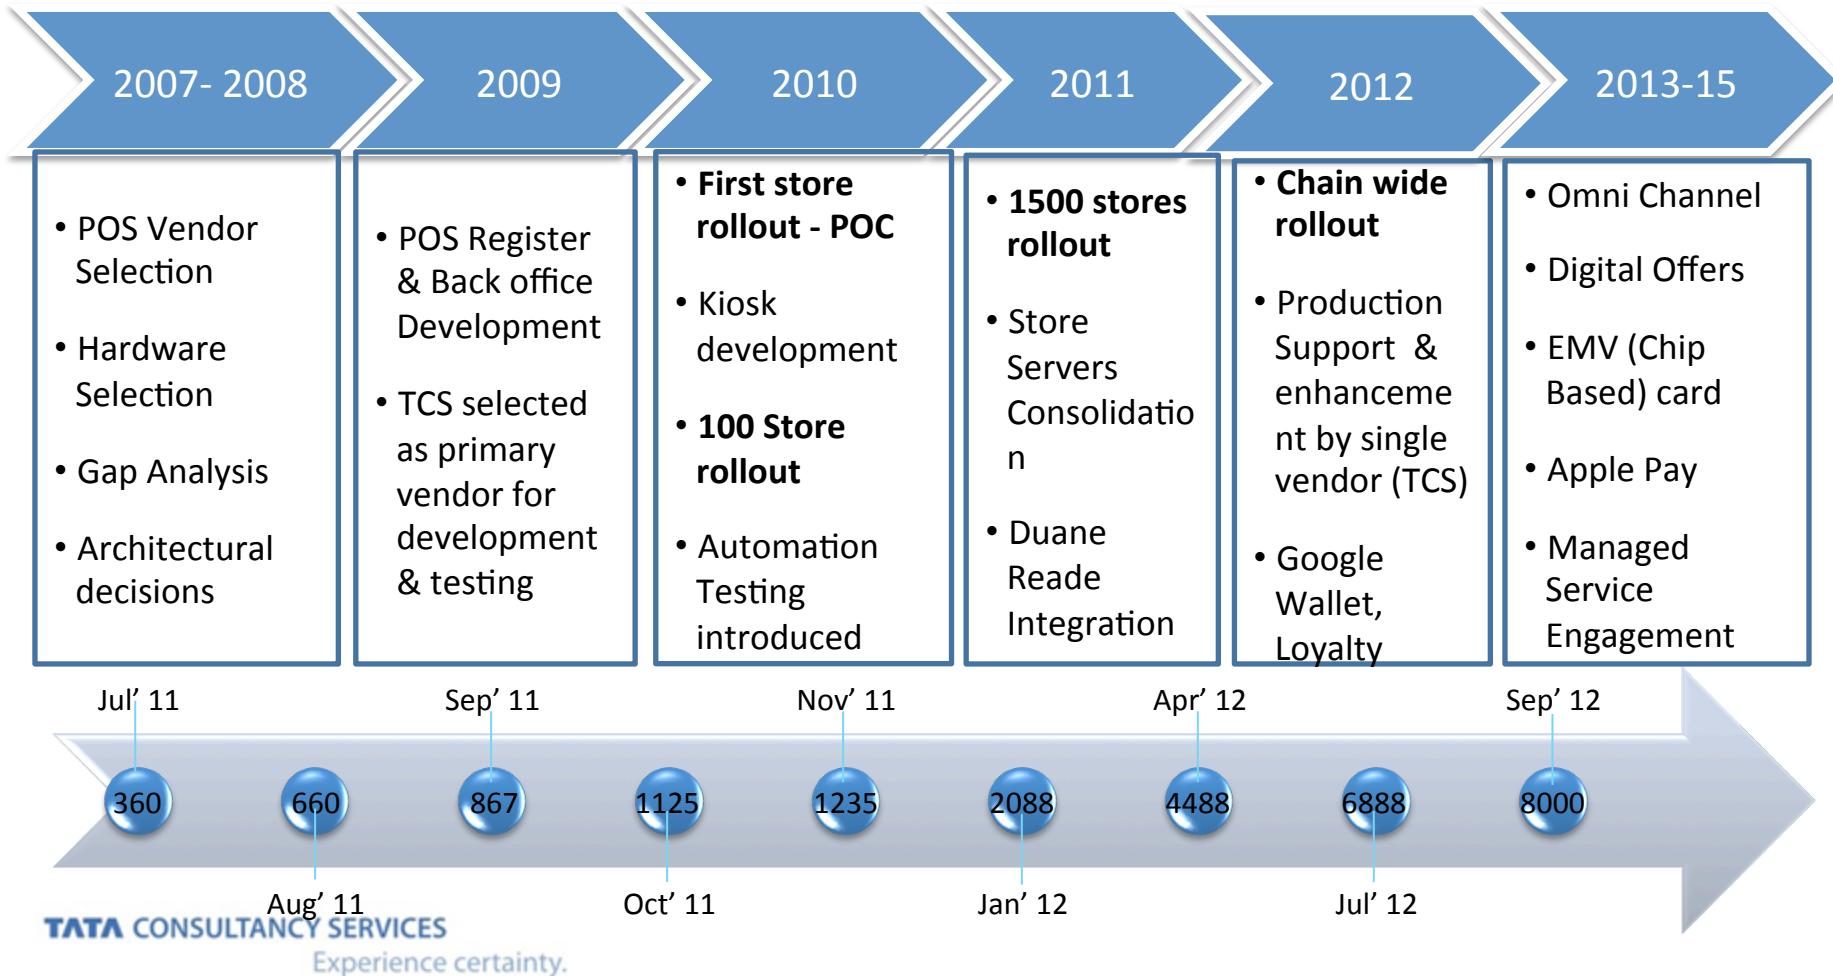 2007- 2008
2009
2010
2011
2012
2013-15
• POS Vendor
Selection
• Hardware
Selection
• Gap Analysis
• Architectural
decisions
• POS Register
& Back office
Development
• TCS selected
as primary
vendor for
development
& testing
• First store
rollout - POC
• Kiosk
development
• 100 Store
rollout
• Automation
Testing
introduced
• 1500 stores
rollout
• Store
Servers
Consolidatio
n
• Duane
Reade
Integration
• Chain wide
rollout
• Production
Support &
enhanceme
nt by single
vendor (TCS)
• Google
Wallet,
Loyalty
• Omni Channel
• Digital Offers
• EMV (Chip
Based) card
• Apple Pay
• Managed
Service
Engagement
Jul’ 11
Sep’ 11
Nov’ 11
Apr’ 12
Sep’ 12
360
660
867
1125
1235
2088
4488
6888
8000
Aug’ 11
Oct’ 11
Jan’ 12
Jul’ 12
TATA CONSULTANCY SERVICES
Experience certainty.